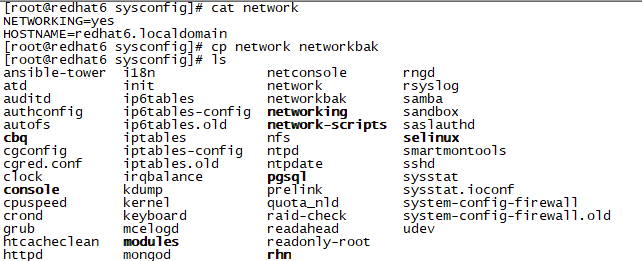 [root@redhat6 sysconfig]# cat network
NETWORKING=yes
HOSTNAME=redhat6.localdomain
[root@redhat6 sysconfig]# cp network networkbak
[root@redhat6 sysconfig]# ls
ansible-tower i18n netconsole rngd
atd init network rsyslog
auditd ip6tables networkbak samba
authconfig ip6tables-config networking sandbox
autofs ip6tables.old network-scripts saslauthd
cbq iptables nfs selinux
cgconfig iptables-config ntpd smartmontools
cgred.conf iptables.old ntpdate sshd
clock irqbalance pgsql sysstat
console kdump prelink sysstat.ioconf
cpuspeed kernel quota_nld system-config-firewall
crond keyboard raid-check system-config-firewall.old
grub mcelogd readahead udev
htcacheclean modules readonly-root
httpd mongod rhn